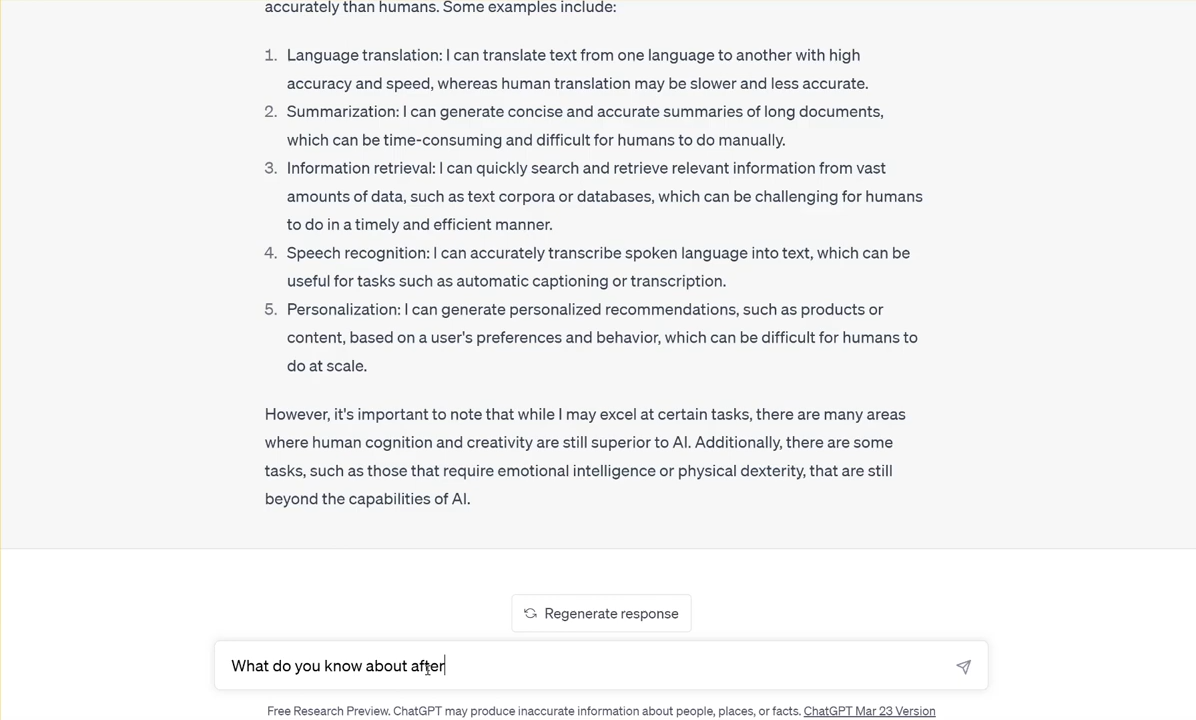 accurately than humans. Some examples include:
1. Language translation: I can translate text from one language to another with high
accuracy and speed, whereas human translation may be slower and less accurate.
2. Summarization: I can generate concise and accurate summaries of long documents,
which can be time-consuming and difficult for humans to do manually.
3. Information retrieval: I can quickly search and retrieve relevant information from vast
amounts of data, such as text corpora or databases, which can be challenging for humans
to do in a timely and efficient manner.
4. Speech recognition: I can accurately transcribe spoken language into text, which can be
useful for tasks such as automatic captioning or transcription.
5. Personalization: I can generate personalized recommendations, such as products or
content, based on a user's preferences and behavior, which can be difficult for humans to
do at scale.
However, it's important to note that while I may excel at certain tasks, there are many areas
where human cognition and creativity are still superior to AI. Additionally, there are some
tasks, such as those that require emotional intelligence or physical dexterity, that are still
beyond the capabilities of AI.
Regenerate response
What do you know about after
Free Research Preview. ChatGPT may produce inaccurate information about people, places, or facts. ChatGPT Mar 23 Version